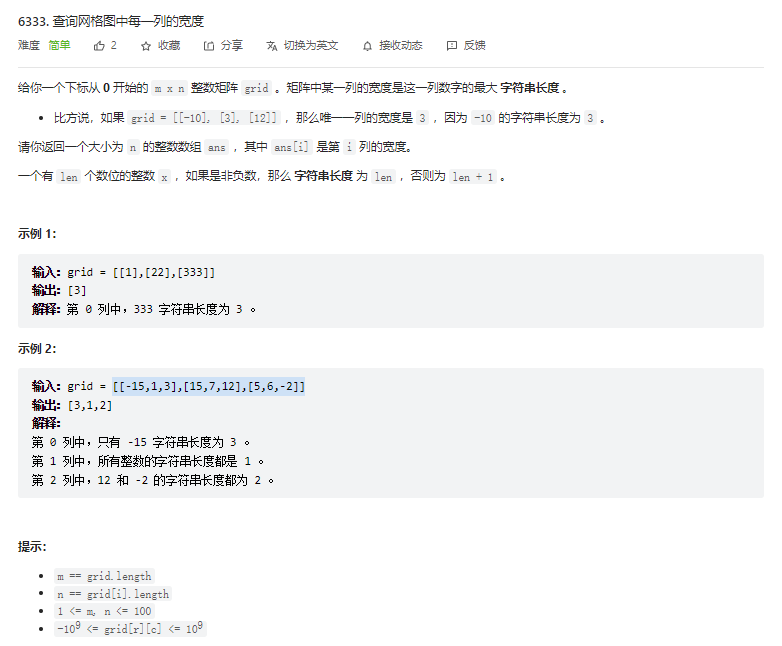 6333. 查询网格图中每一列的宽度
难度 简单 2 收藏 分享 切换为英文 接收动态 反馈
给你一个下标从 0 开始的 m x n 整数矩阵 grid 。矩阵中某一列的宽度是这一列数字的最大 字符串长度 。
• 比方说，如果 grid = [[-10], [3], [12]] ，那么唯一一列的宽度是 3 ，因为 -10 的字符串长度为 3 。
请你返回一个大小为 n 的整数数组 ans ，其中 ans[i] 是第 i 列的宽度。
一个有 len 个数位的整数 x ，如果是非负数，那么 字符串长度 为 len ，否则为 len + 1 。
示例 1：
输入：grid = [[1],[22],[333]]
输出：[3]
解释：第 0 列中，333 字符串长度为 3 。
示例 2：
输入：grid = [[-15,1,3],[15,7,12],[5,6,-2]]
输出：[3,1,2]
解释：
第 0 列中，只有 -15 字符串长度为 3 。
第 1 列中，所有整数的字符串长度都是 1 。
第 2 列中，12 和 -2 的字符串长度都为 2 。
提示：
• m == grid.length
• n == grid[i].length
• 1 <= m, n <= 100
• -10⁹ <= grid[r][c] <= 10⁹